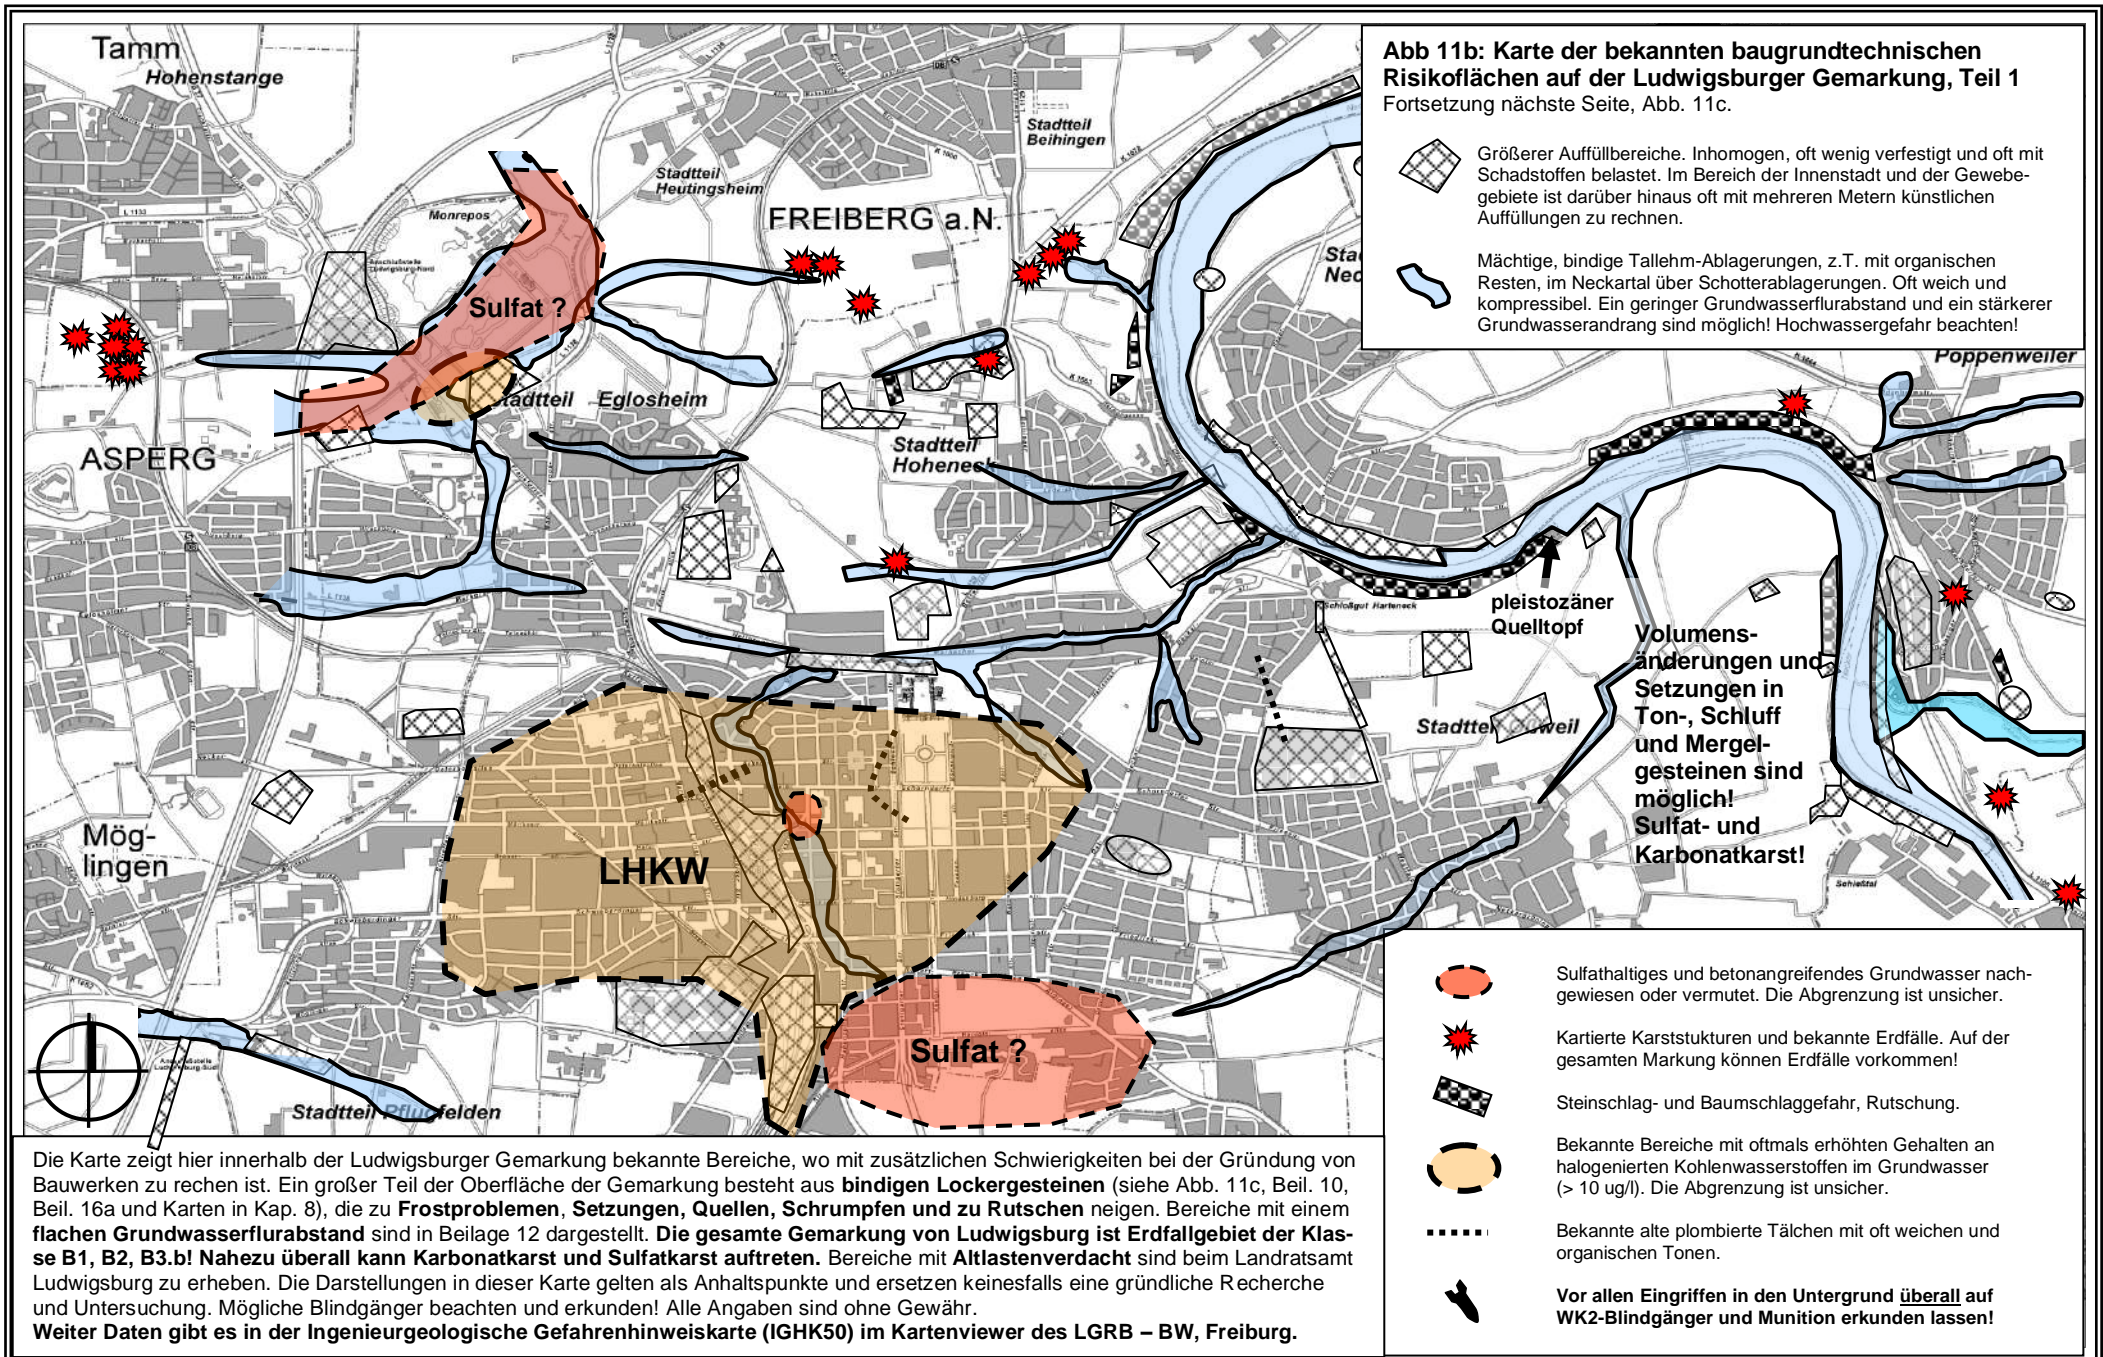 Tamm
Hohenstange
Stadtteil
Beihingen
Stadtteil
Heutingsheim
Monrepos
FREIBERG a.N.
Anschlußstelle
Ludwigsburg-Nord
Sulfat ?
Stadtteil Eglosheim
ASPERG
Stadtteil
Hoheneck
Poppenweiler
Abb 11b: Karte der bekannten baugrundtechnischen
Risikoflächen auf der Ludwigsburger Gemarkung, Teil 1
Fortsetzung nächste Seite, Abb. 11c.
Größerer Auffüllbereiche. Inhomogen, oft wenig verfestigt und oft mit
Schadstoffen belastet. Im Bereich der Innenstadt und der Gewebe-
gebiete ist darüber hinaus oft mit mehreren Metern künstlichen
Auffüllungen zu rechnen.
Mächtige, bindige Tallehm-Ablagerungen, z.T. mit organischen
Resten, im Neckartal über Schotterablagerungen. Oft weich und
kompressibel. Ein geringer Grundwasserflurabstand und ein stärkerer
Grundwasserandrang sind möglich! Hochwassergefahr beachten!
Schloßgut Harteneck
pleistozäner
Quelltopf
Volumens-
änderungen und
Setzungen in
Ton-, Schluff
und Mergel-
gesteinen sind
möglich!
Sulfat- und
Karbonatkarst!
Mög-
lingen
LHKW
Schießtal
Sulfat ?
Stadtteil Pflugfelden
Sulfathaltiges und betonangreifendes Grundwasser nach-
gewiesen oder vermutet. Die Abgrenzung ist unsicher.
Kartierte Karststukturen und bekannte Erdfälle. Auf der
gesamten Markung können Erdfälle vorkommen!
Steinschlag- und Baumschlaggefahr, Rutschung.
Bekannte Bereiche mit oftmals erhöhten Gehalten an
halogenierten Kohlenwasserstoffen im Grundwasser
(> 10 ug/l). Die Abgrenzung ist unsicher.
Bekannte alte plombierte Tälchen mit oft weichen und
organischen Tonen.
Vor allen Eingriffen in den Untergrund überall auf
WK2-Blindgänger und Munition erkunden lassen!
Die Karte zeigt hier innerhalb der Ludwigsburger Gemarkung bekannte Bereiche, wo mit zusätzlichen Schwierigkeiten bei der Gründung von
Bauwerken zu rechen ist. Ein großer Teil der Oberfläche der Gemarkung besteht aus bindigen Lockergesteinen (siehe Abb. 11c, Beil. 10,
Beil. 16a und Karten in Kap. 8), die zu Frostproblemen, Setzungen, Quellen, Schrumpfen und zu Rutschen neigen. Bereiche mit einem
flachen Grundwasserflurabstand sind in Beilage 12 dargestellt. Die gesamte Gemarkung von Ludwigsburg ist Erdfallgebiet der Klas-
se B1, B2, B3.b! Nahezu überall kann Karbonatkarst und Sulfatkarst auftreten. Bereiche mit Altlastenverdacht sind beim Landratsamt
Ludwigsburg zu erheben. Die Darstellungen in dieser Karte gelten als Anhaltspunkte und ersetzen keinesfalls eine gründliche Recherche
und Untersuchung. Mögliche Blindgänger beachten und erkunden! Alle Angaben sind ohne Gewähr.
Weiter Daten gibt es in der Ingenieurgeologische Gefahrenhinweiskarte (IGHK50) im Kartenviewer des LGRB – BW, Freiburg.